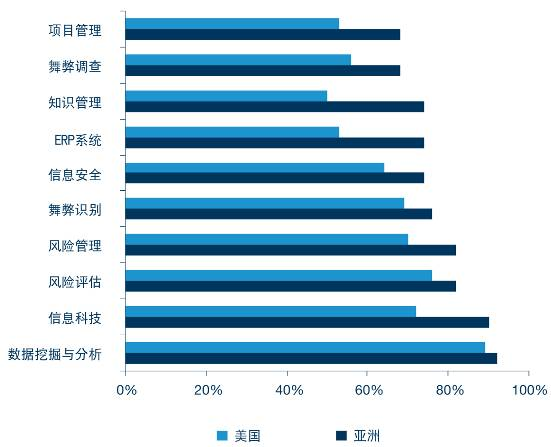 项目管理
舞弊调查
知识管理
ERP系统
信息安全
舞弊识别
风险管理
风险评估
信息科技
数据挖掘与分析
0% 20% 40% 60% 80% 100%
美国 亚洲